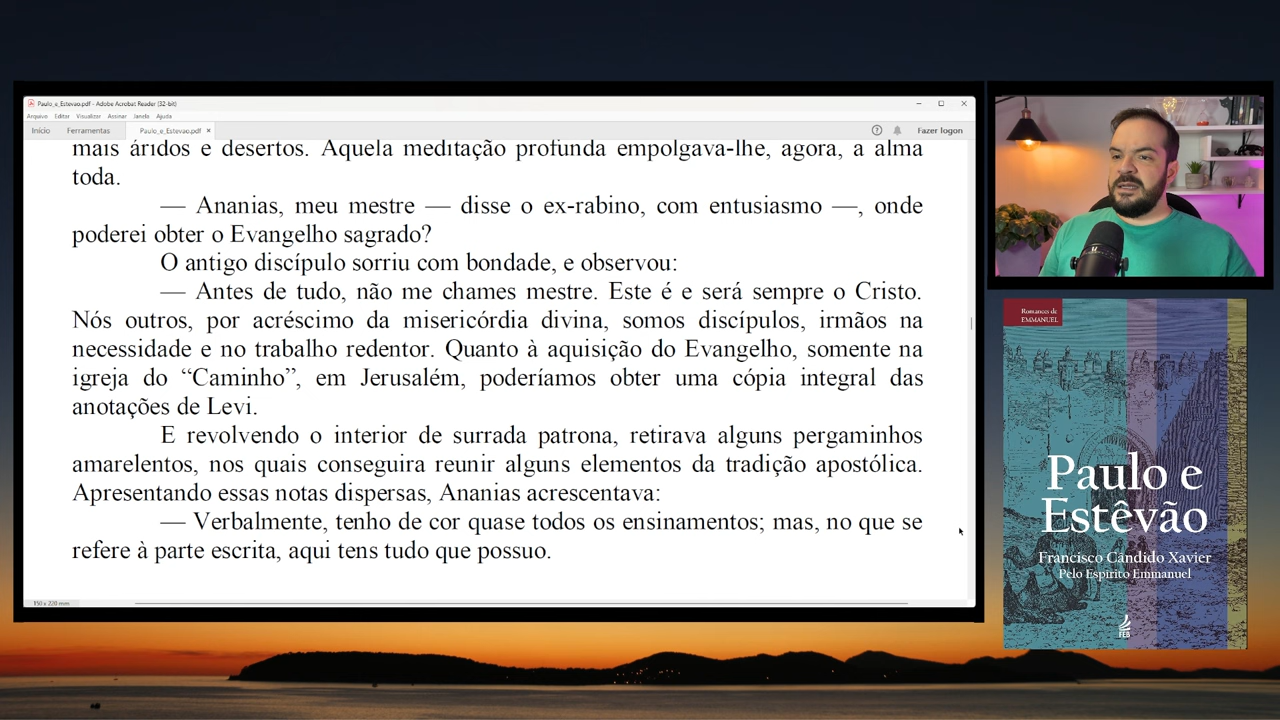 Paulo_e_Estevao.pdf - Adobe Acrobat Reader (32-bit)
Arquivo Editar Visualizar Assinar Janela Ajuda
Início Ferramentas Paulo_e_Estevao.pdf × Fazer logon
mais áridos e desertos. Aquela meditação profunda empolgava-lhe, agora, a alma
toda.
— Ananias, meu mestre — disse o ex-rabino, com entusiasmo —, onde
poderei obter o Evangelho sagrado?
O antigo discípulo sorriu com bondade, e observou:
— Antes de tudo, não me chames mestre. Este é e será sempre o Cristo.
Nós outros, por acréscimo da misericórdia divina, somos discípulos, irmãos na
necessidade e no trabalho redentor. Quanto à aquisição do Evangelho, somente na
igreja do “Caminho”, em Jerusalém, poderíamos obter uma cópia integral das
anotações de Levi.
E revolvendo o interior de surrada patrona, retirava alguns pergaminhos
amarelentos, nos quais conseguira reunir alguns elementos da tradição apostólica.
Apresentando essas notas dispersas, Ananias acrescentava:
— Verbalmente, tenho de cor quase todos os ensinamentos; mas, no que se
refere à parte escrita, aqui tens tudo que possuo.
150 x 220 mm
Romances de
EMMANUEL
Paulo e
Estêvão
Francisco Cândido Xavier
Pelo Espírito Emmanuel
FEB